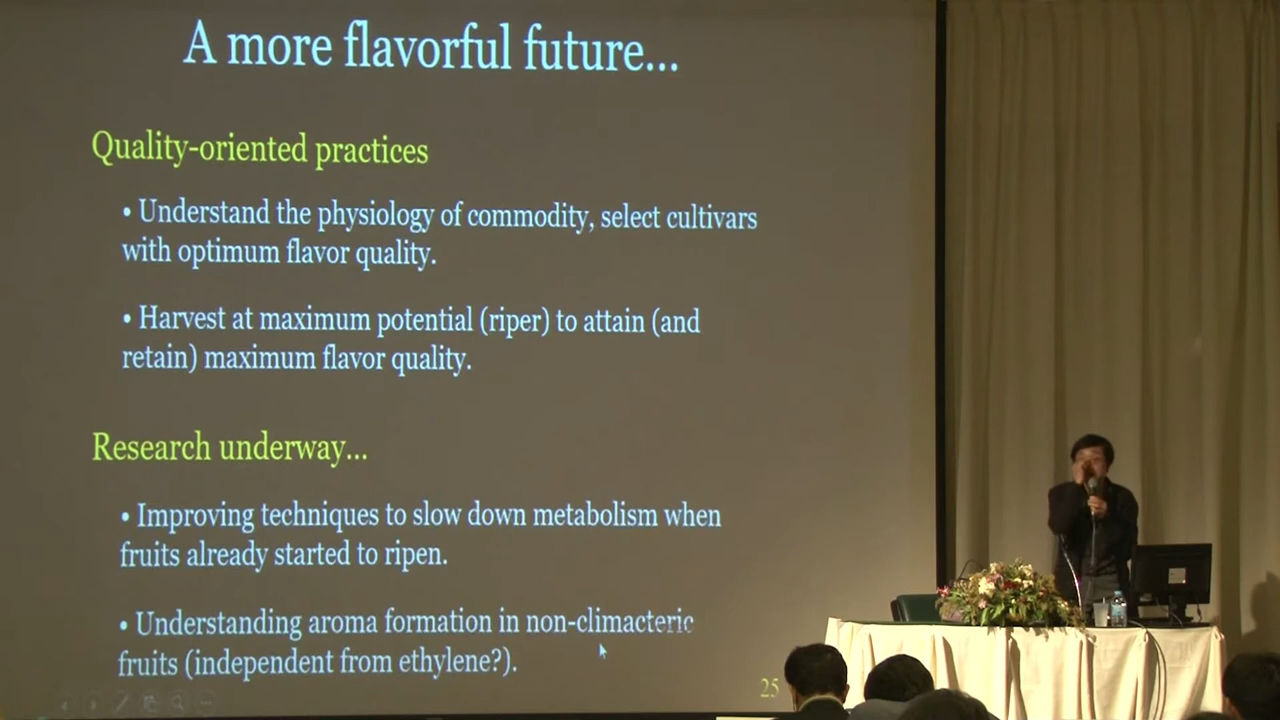 A more flavorful future...
Quality-oriented practices
• Understand the physiology of commodity, select cultivars
with optimum flavor quality.
• Harvest at maximum potential (riper) to attain (and
retain) maximum flavor quality.
Research underway...
• Improving techniques to slow down metabolism when
fruits already started to ripen.
• Understanding aroma formation in non-climacteric
fruits (independent from ethylene?).
25